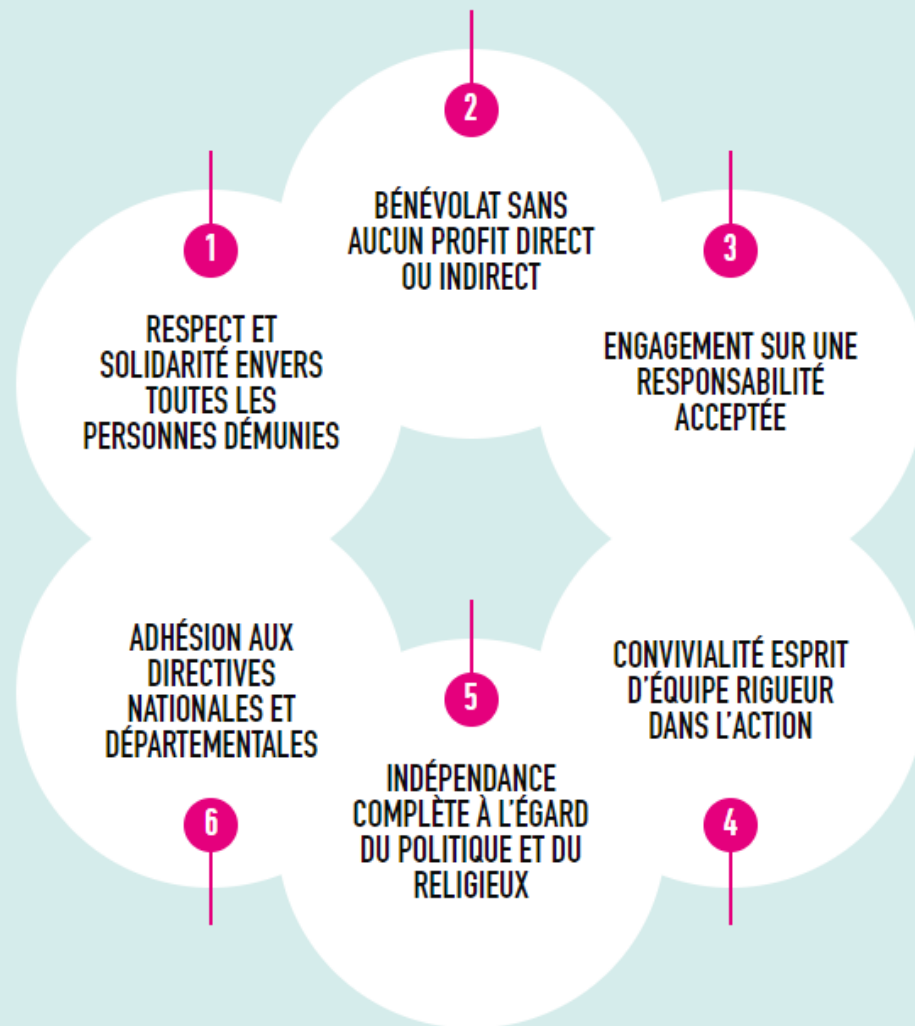 1
RESPECT ET
SOLIDARITÉ ENVERS
TOUTES LES
PERSONNES DÉMUNIES
2
BÉNÉVOLAT SANS
AUCUN PROFIT DIRECT
OU INDIRECT
3
ENGAGEMENT SUR UNE
RESPONSABILITÉ
ACCEPTÉE
CONVIVIALITÉ ESPRIT
D'ÉQUIPE RIGUEUR
DANS L'ACTION
4
5
INDÉPENDANCE
COMPLÈTE À L'ÉGARD
DU POLITIQUE ET DU
RELIGIEUX
ADHÉSION AUX
DIRECTIVES
NATIONALES ET
DÉPARTEMENTALES
6